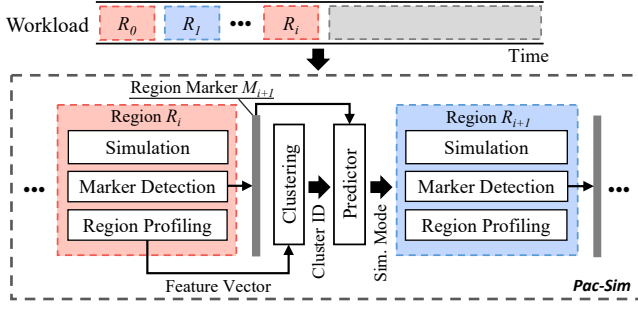 Workload
R0 R1 ••• Ri
Time
Region Marker Mi+1
Region Ri
Simulation
Marker Detection
Region Profiling
•••
Clustering
Cluster ID
Predictor
Sim. Mode
Region Ri+1
Simulation
Marker Detection
Region Profiling
•••
Feature Vector
Pac-Sim